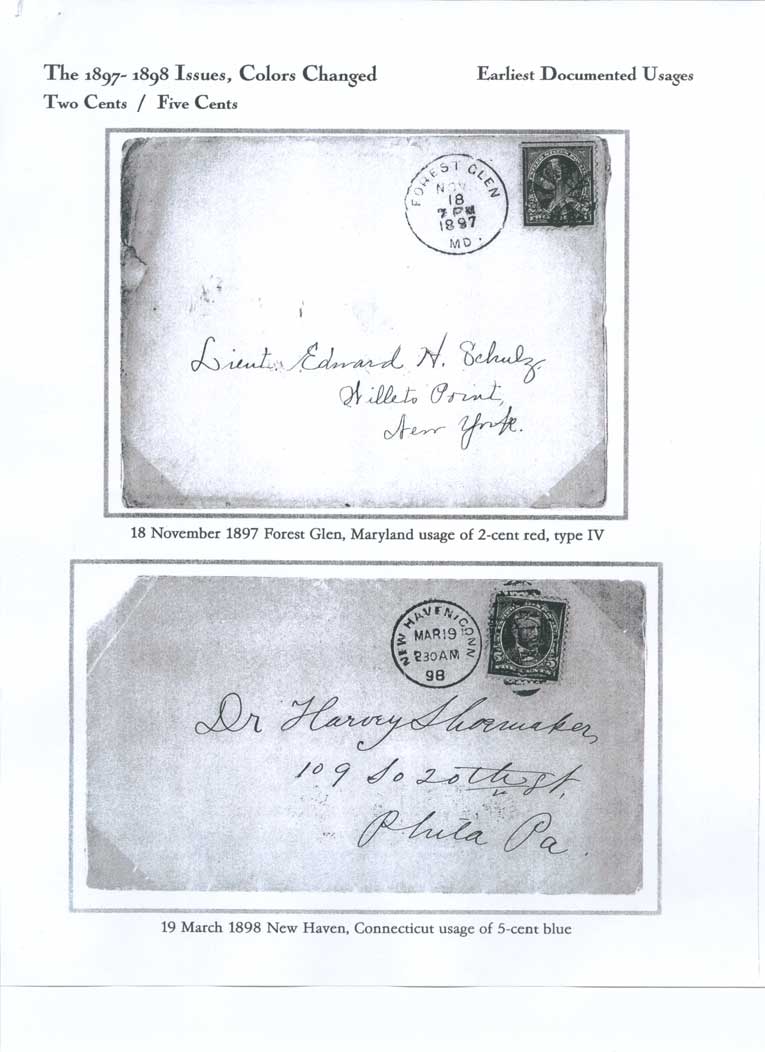 The 1897- 1898 Issues, Colors Changed
Earliest Documented Usages
Two Cents / Five Cents
FOREST GLEN
NOV
18
7 PM
1897
MD.
Lieut. Edward H. Schulz,
Willets Point,
New York.
18 November 1897 Forest Glen, Maryland usage of 2-cent red, type IV
NEW HAVEN, CONN
MAR 19
230AM
98
Dr Harvey Shoemaker,
109 So 20th St,
Phila Pa.
19 March 1898 New Haven, Connecticut usage of 5-cent blue